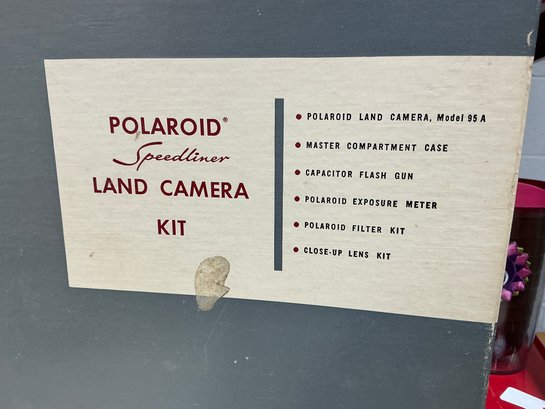 POLAROID®
Speedliner
LAND CAMERA
KIT
• POLAROID LAND CAMERA, Model 95 A
• MASTER COMPARTMENT CASE
• CAPACITOR FLASH GUN
• POLAROID EXPOSURE METER
• POLAROID FILTER KIT
• CLOSE-UP LENS KIT